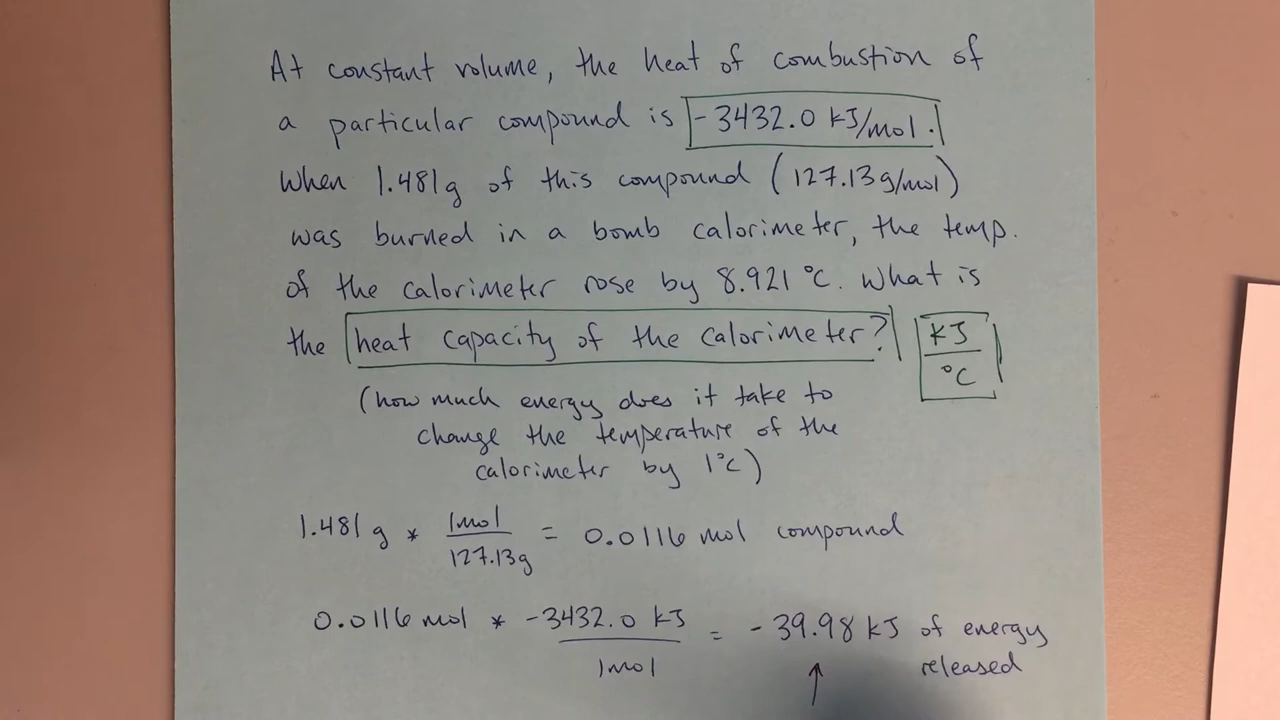 At constant volume, the heat of combustion of
a particular compound is -3432.0 kJ/mol.
When 1.481g of this compound (127.13g/mol)
was burned in a bomb calorimeter, the temp.
of the calorimeter rose by 8.921 °C. What is
the heat capacity of the calorimeter? kJ/°C
(how much energy does it take to
change the temperature of the
calorimeter by 1°C)
1.481 g * 1mol/127.13g = 0.0116 mol compound
0.0116 mol * -3432.0 kJ/1mol = -39.98 kJ of energy
released